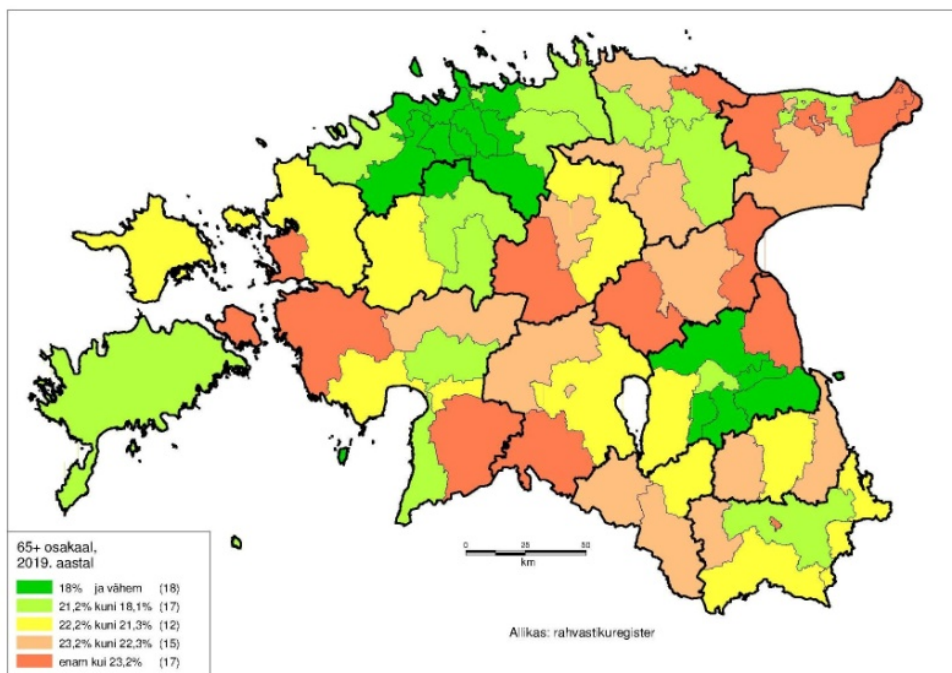 65+ osakaal,
2019. aastal
18% ja vähem (18)
21,2% kuni 18,1% (17)
22,2% kuni 21,3% (12)
23,2% kuni 22,3% (15)
enam kui 23,2% (17)
0 25 50
km
Allikas: rahvastikuregister